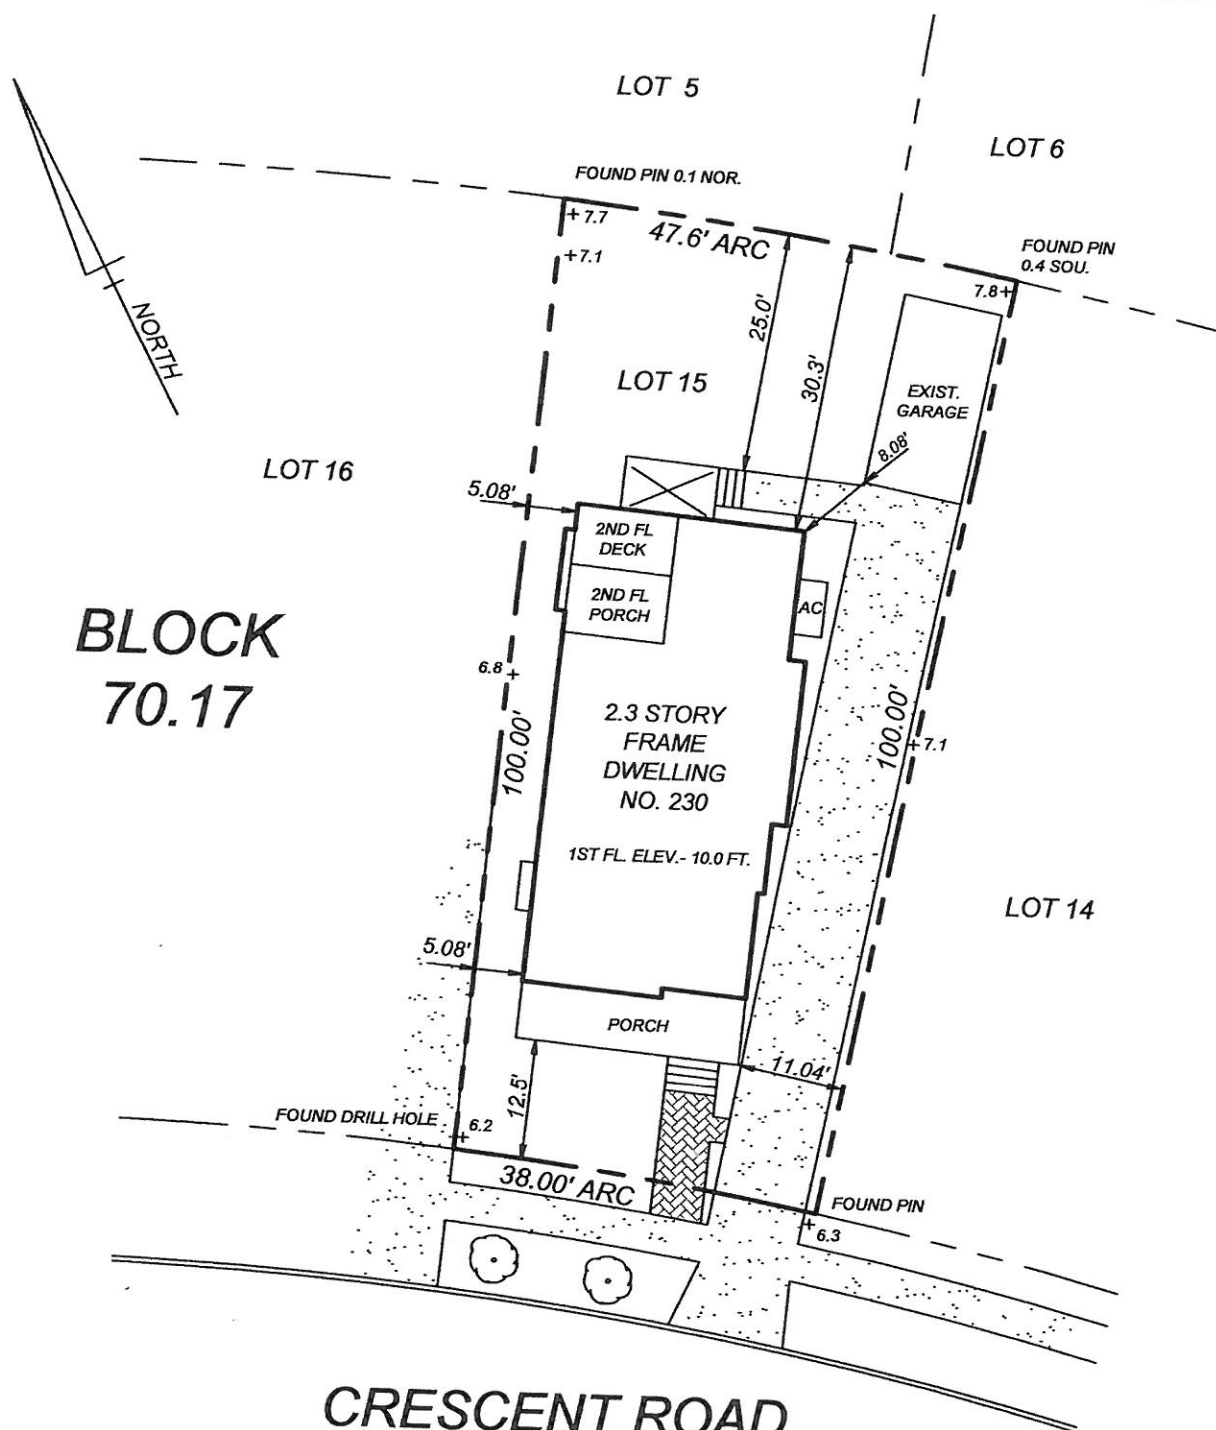 LOT 5
LOT 6
FOUND PIN 0.1 NOR.
+7.7
47.6' ARC
+7.1
FOUND PIN
0.4 SOU.
7.8+
NORTH
25.0'
30.3'
LOT 15
EXIST.
GARAGE
8.08'
LOT 16
5.08'
2ND FL
DECK
2ND FL
PORCH
AC
BLOCK
70.17
6.8+
100.00'
2.3 STORY
FRAME
DWELLING
NO. 230
1ST FL. ELEV.- 10.0 FT.
100.00'
+7.1
LOT 14
5.08'
PORCH
11.04'
12.5'
FOUND DRILL HOLE
+6.2
38.00' ARC
FOUND PIN
+6.3
CRESCENT ROAD